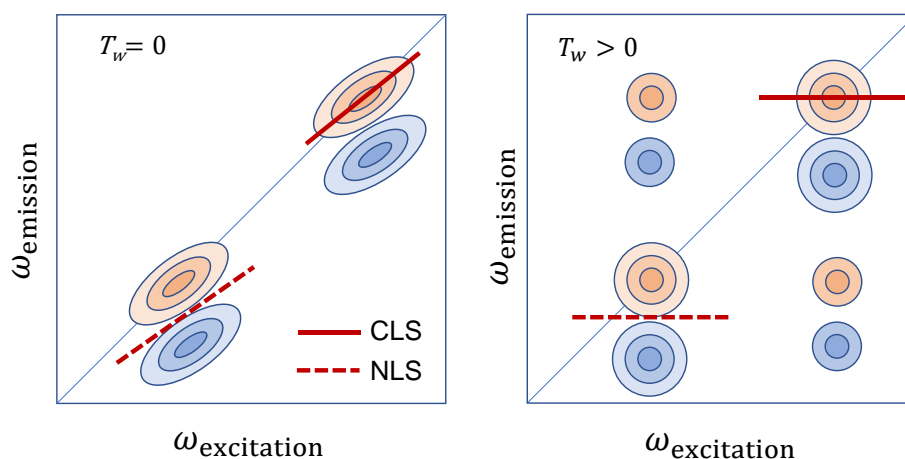 T_w = 0
ω_emission
CLS
NLS
ω_excitation
T_w > 0
ω_emission
ω_excitation